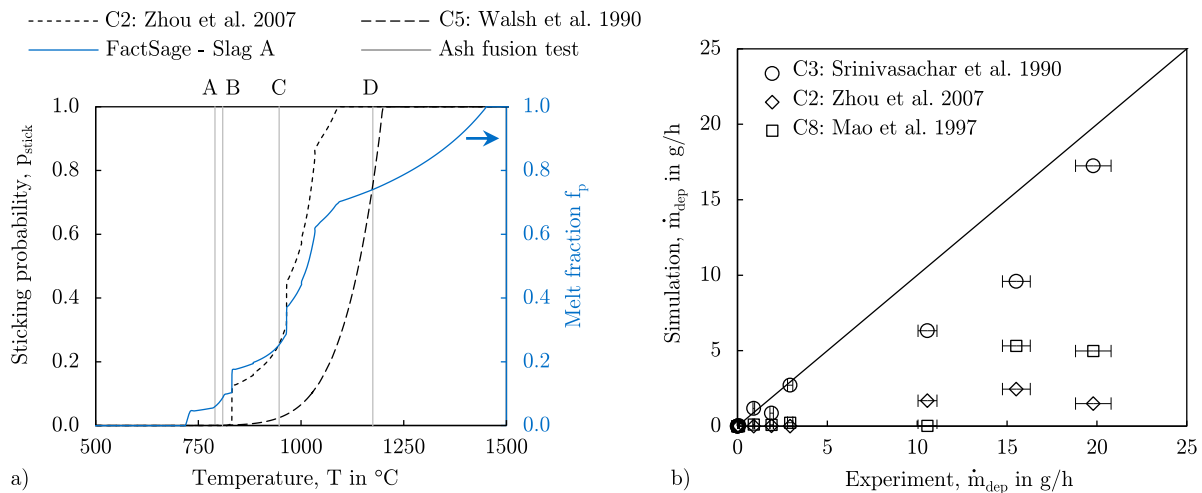 C2: Zhou et al. 2007
C5: Walsh et al. 1990
FactSage - Slag A
Ash fusion test
A B C D
1.0
0.8
0.6
0.4
0.2
0.0
Sticking probability, p_stick
500 750 1000 1250 1500
Temperature, T in °C
1.0
0.8
0.6
0.4
0.2
0.0
Melt fraction f_p
a)
25
20
15
10
5
0
Simulation, ṁ_dep in g/h
C3: Srinivasachar et al. 1990
C2: Zhou et al. 2007
C8: Mao et al. 1997
0 5 10 15 20 25
Experiment, ṁ_dep in g/h
b)